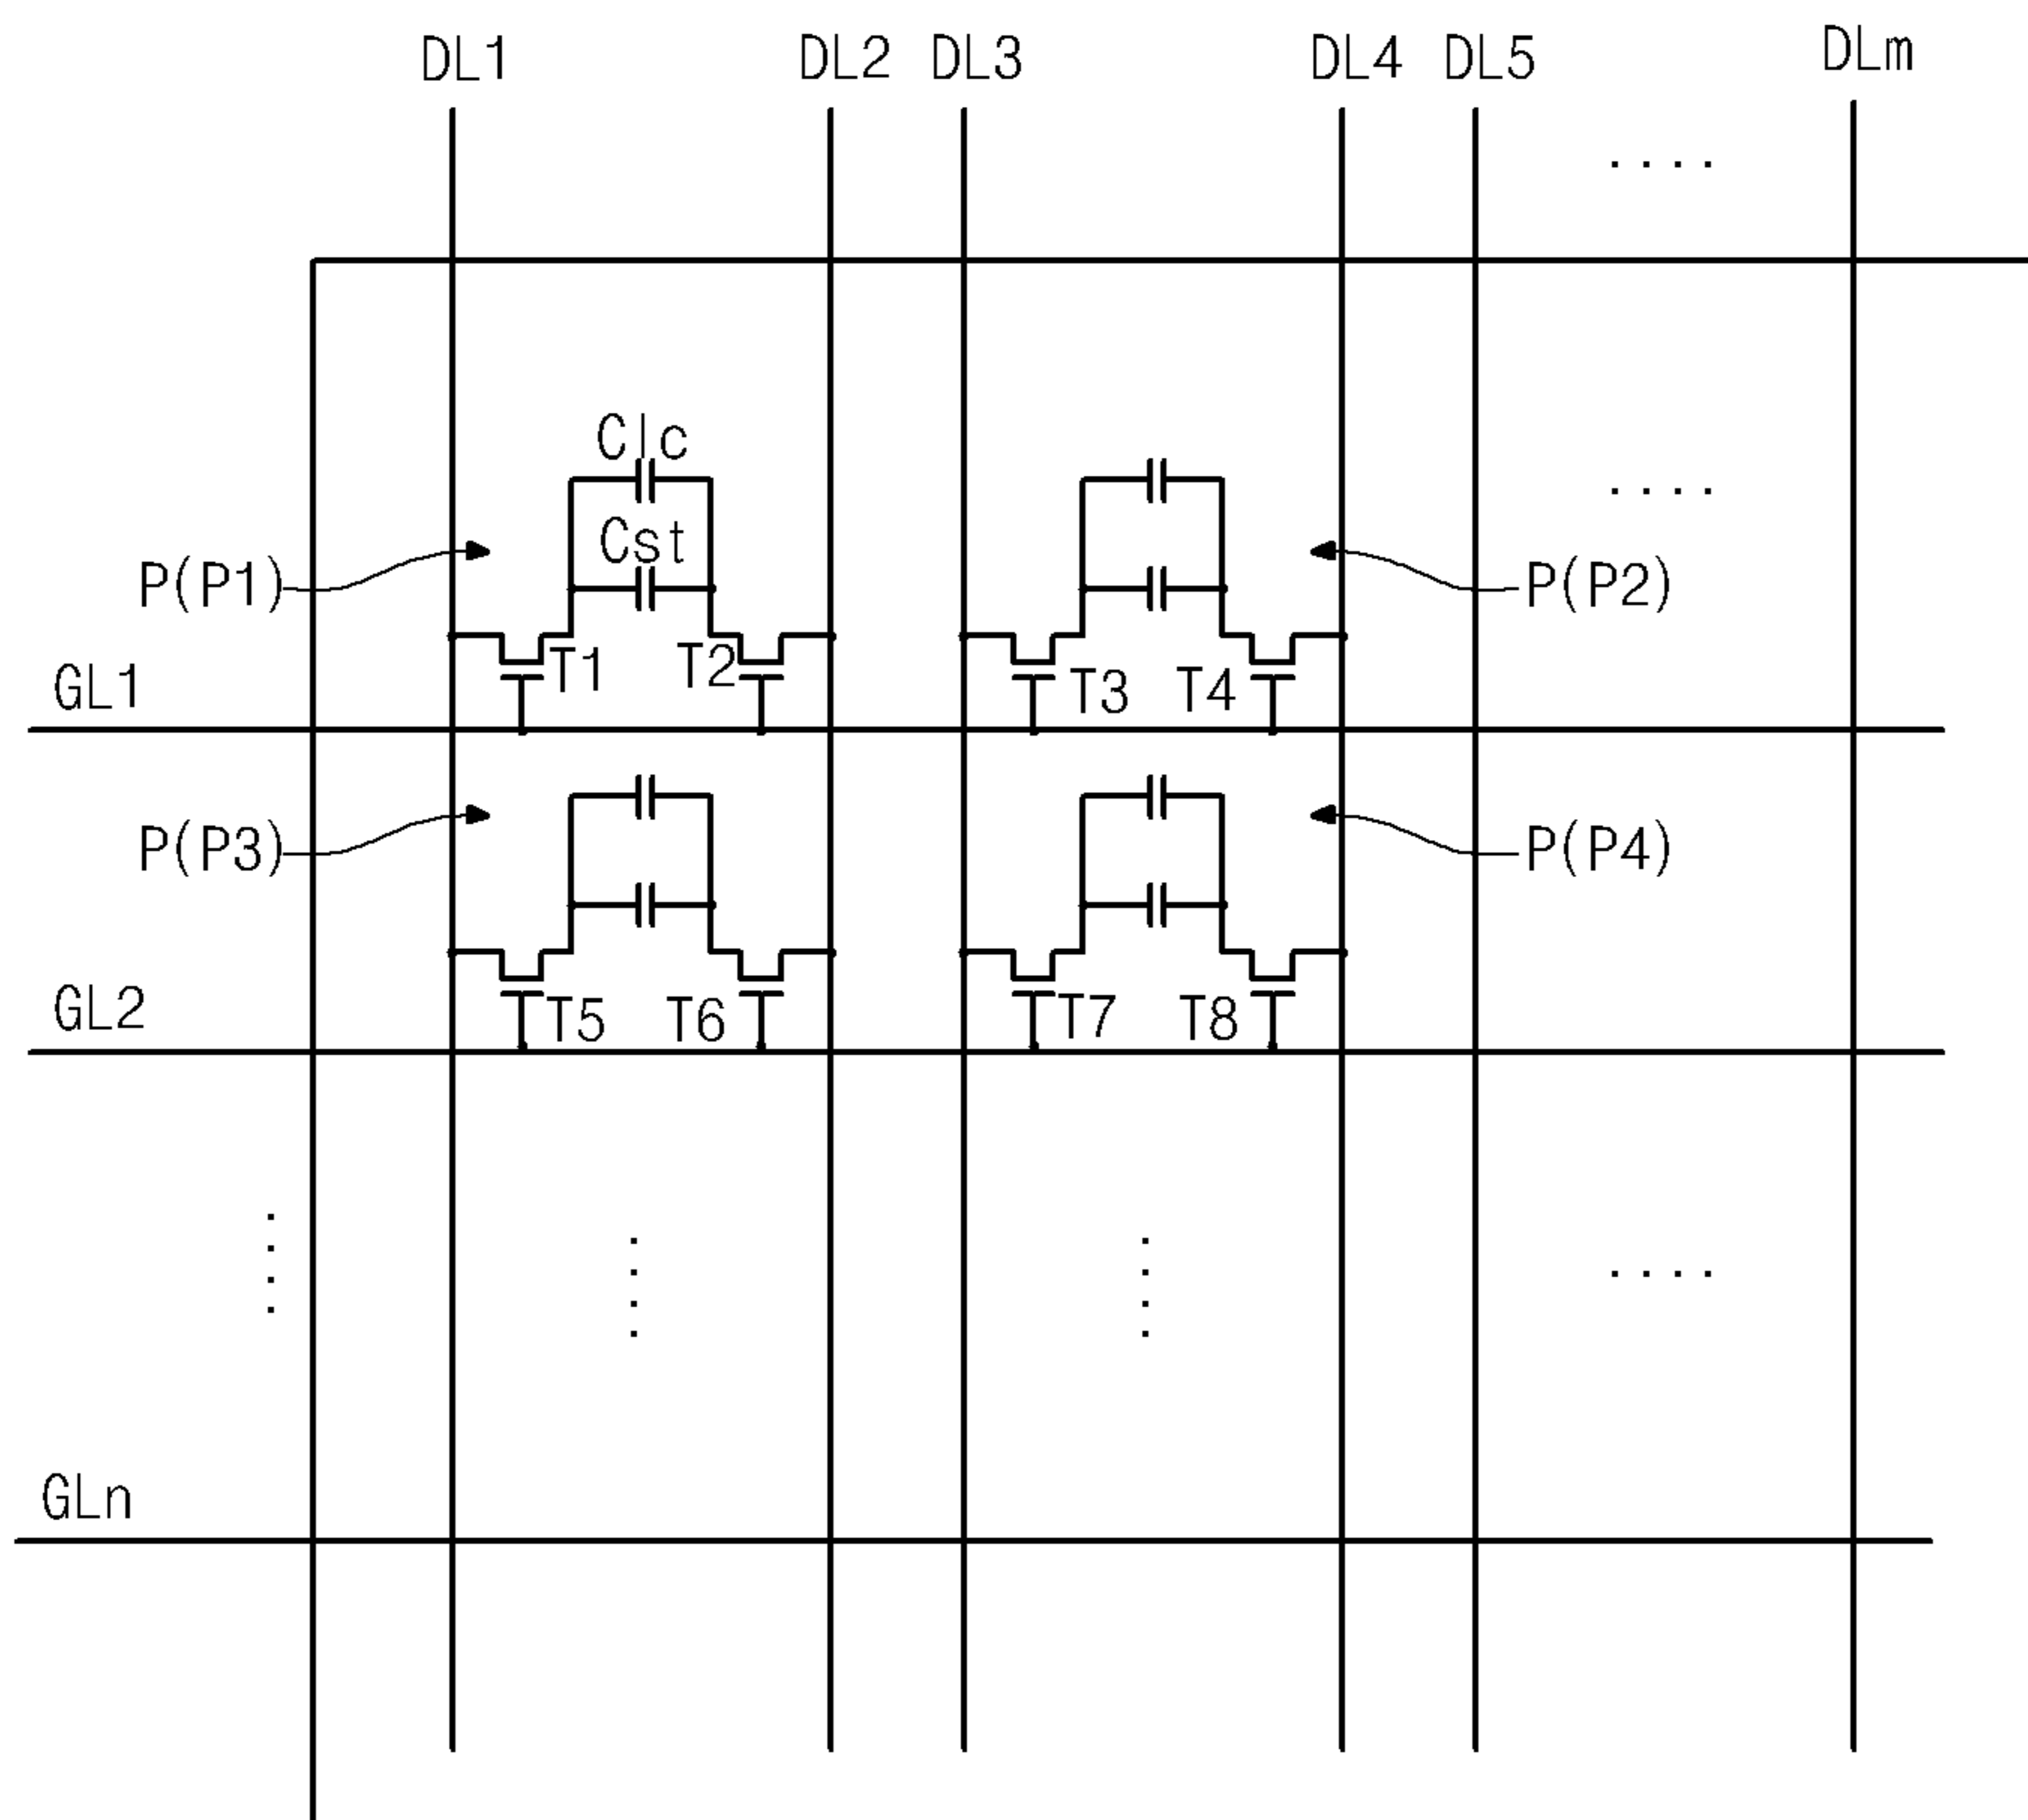 DL1 DL2 DL3 DL4 DL5 DLm
....
Clc
....
Cst
P(P1) P(P2)
T1 T2 T3 T4
GL1
P(P3) P(P4)
T5 T6 T7 T8
GL2
....
GLn